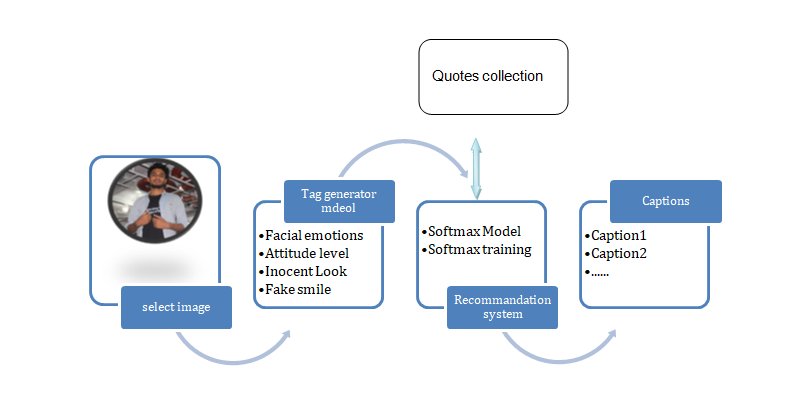 Quotes collection
select image
Tag generator
mdeol
•Facial emotions
•Attitude level
•Inocent Look
•Fake smile
•Softmax Model
•Softmax training
Recommandation
system
Captions
•Caption1
•Caption2
•......